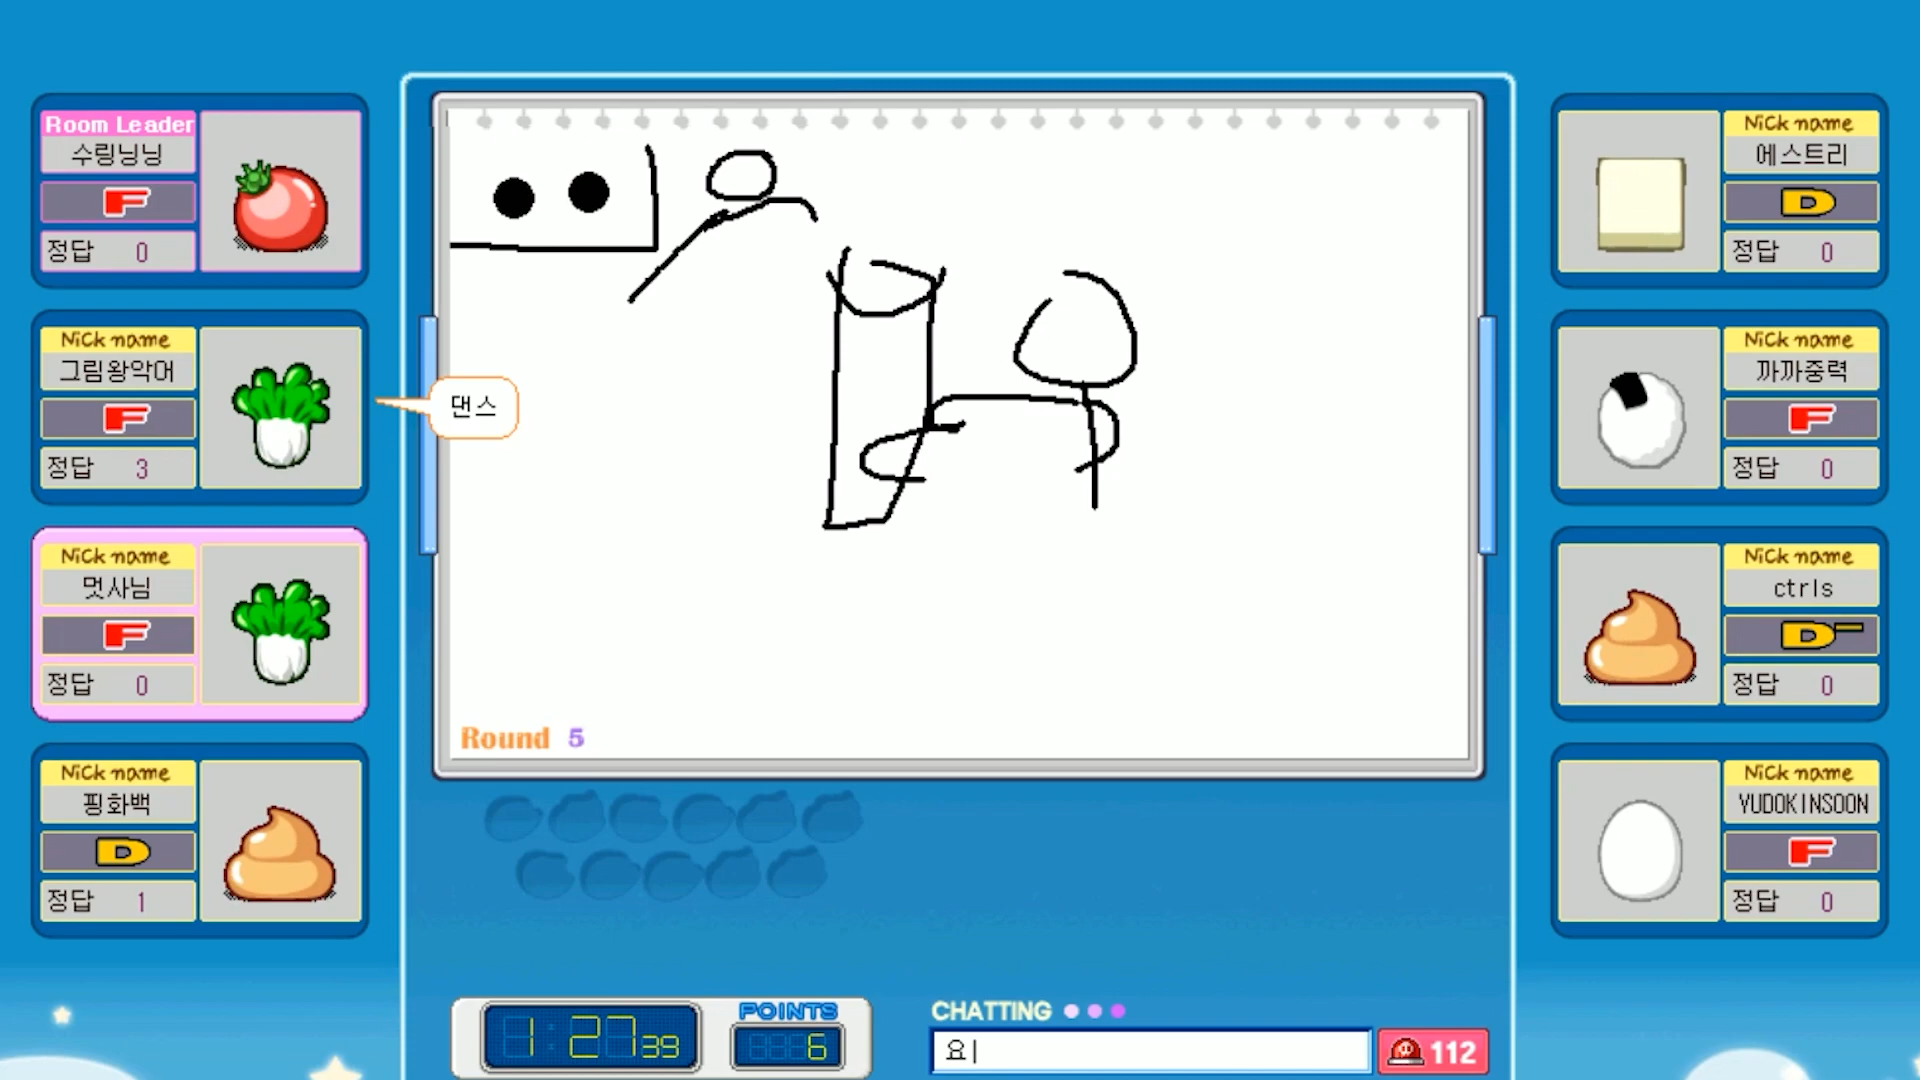 Room Leader
수링닝닝
F
정답 0
Nick name
그림왕악어
F
정답 3
댄스
Nick name
멋사님
F
정답 0
Nick name
핑화백
D
정답 1
Round 5
Nick name
에스트리
D
정답 0
Nick name
까까중력
F
정답 0
Nick name
ctrls
D-
정답 0
Nick name
YUDOKINSOON
F
정답 0
1:27 39
POINTS
6
CHATTING
요
112